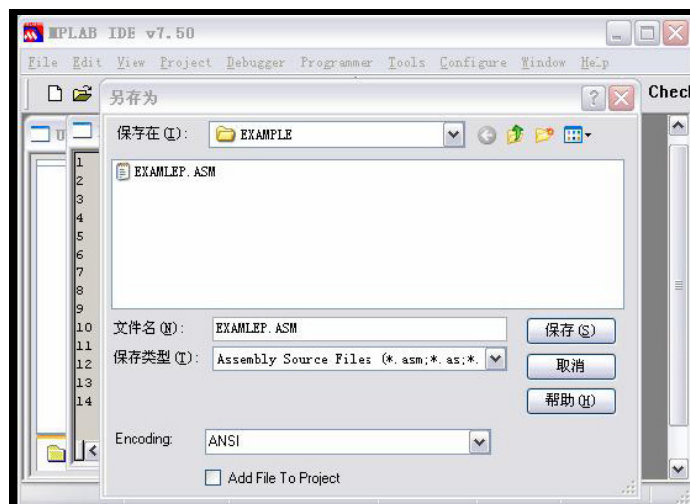 MPLAB IDE v7.50
File Edit View Project Debugger Programmer Tools Configure Window Help
另存为
Check
保存在(I): EXAMPLE
U
EXAMLEP.ASM
1
2
3
4
5
6
7
8
9
10
11
12
13
14
文件名(N): EXAMLEP.ASM 保存(S)
保存类型(T): Assembly Source Files (*.asm;*.as;*. 取消
帮助(H)
Encoding: ANSI
Add File To Project